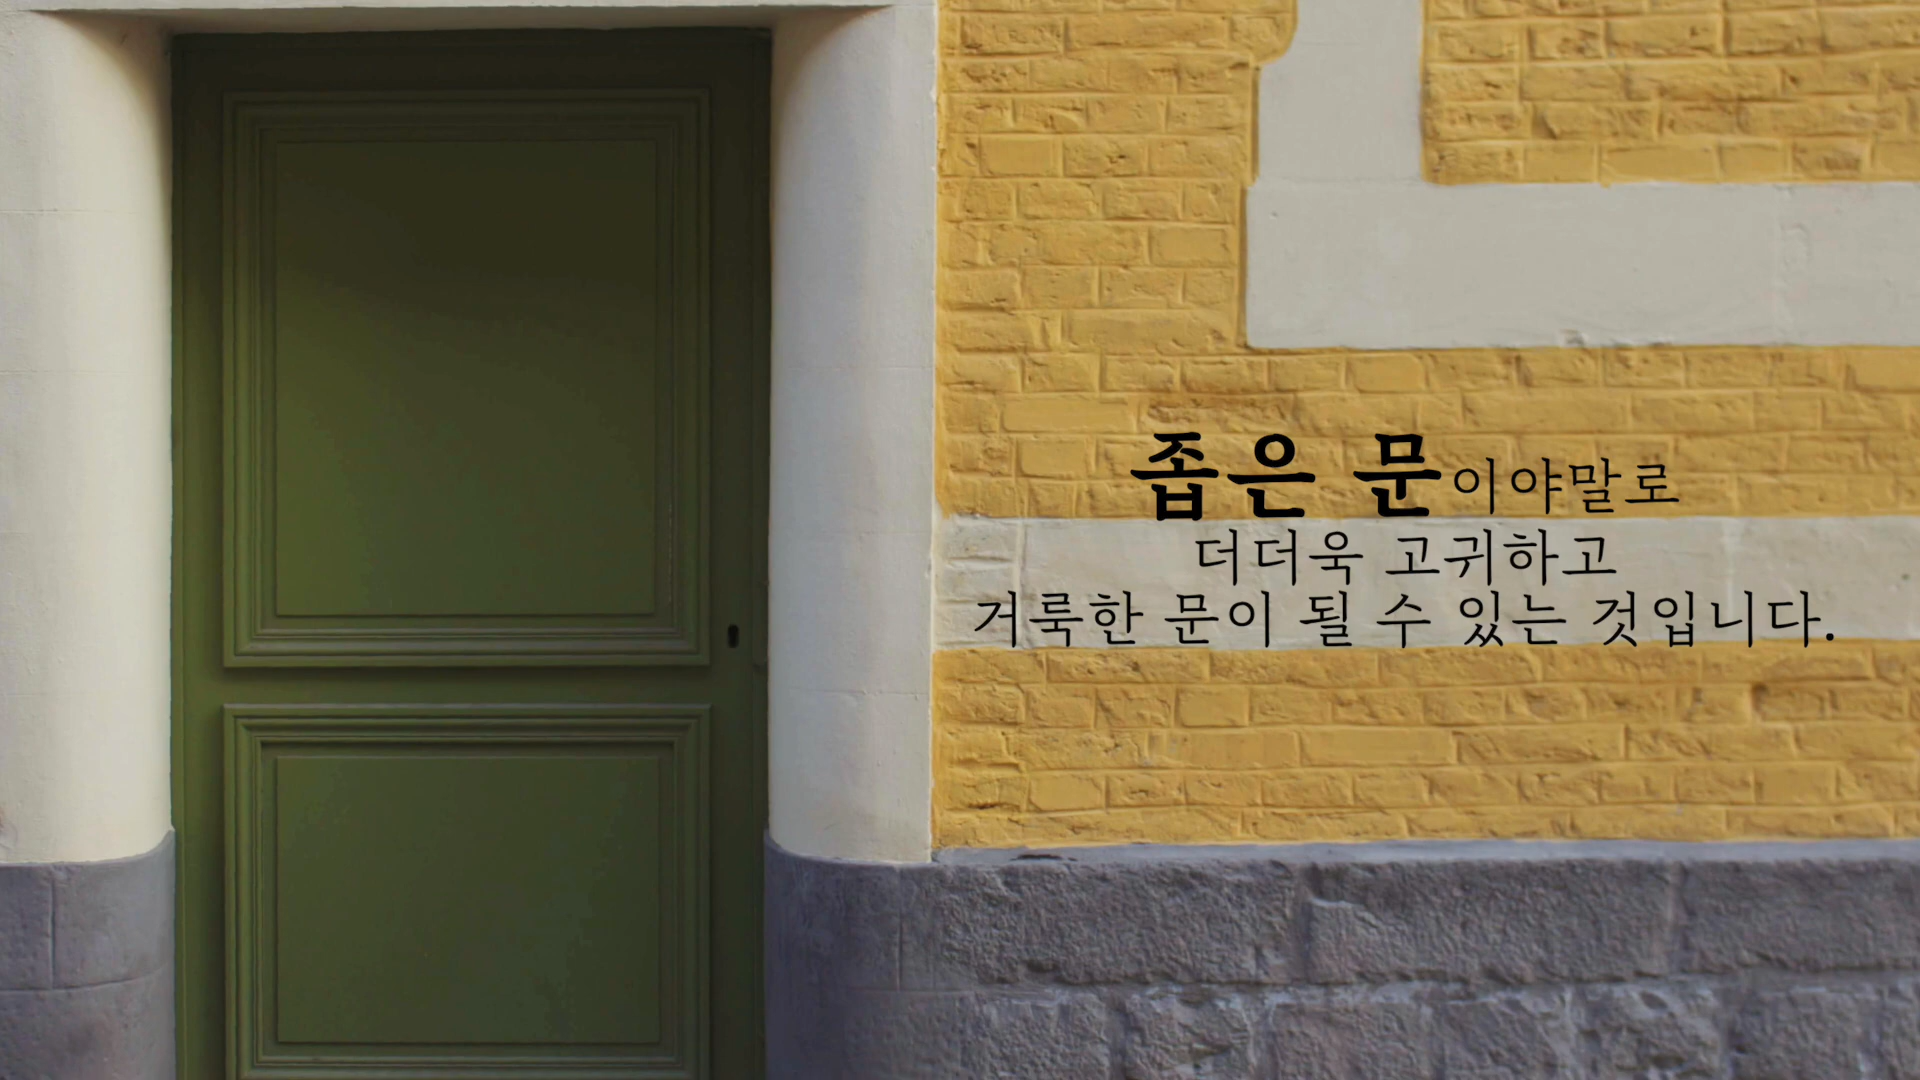 좁은 문이야말로
더더욱 고귀하고
거룩한 문이 될 수 있는 것입니다.